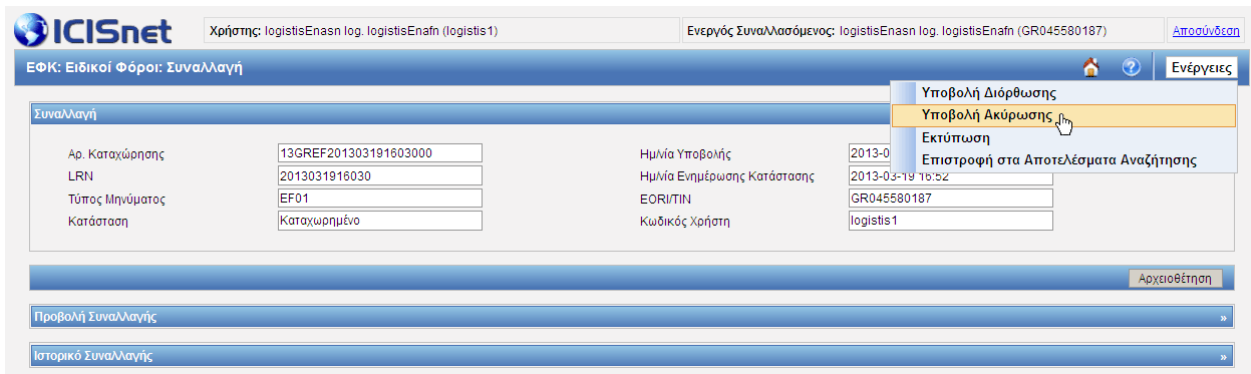 ICISnet Χρήστης: logistisEnasn log. logistisEnafn (logistis1) Ενεργός Συναλλασόμενος: logistisEnasn log. logistisEnafn (GR045580187) Αποσύνδεση
ΕΦΚ: Ειδικοί Φόροι: Συναλλαγή Ενέργειες
Υποβολή Διόρθωσης
Υποβολή Ακύρωσης
Εκτύπωση
Επιστροφή στα Αποτελέσματα Αναζήτησης
Συναλλαγή
Αρ. Καταχώρησης 13GREF201303191603000 Ημ/νία Υποβολής 2013-0
LRN 2013031916030 Ημ/νία Ενημέρωσης Κατάστασης 2013-03-19 16:52
Τύπος Μηνύματος EF01 EORI/TIN GR045580187
Κατάσταση Καταχωρημένο Κωδικός Χρήστη logistis1
Αρχειοθέτηση
Προβολή Συναλλαγής »
Ιστορικό Συναλλαγής »